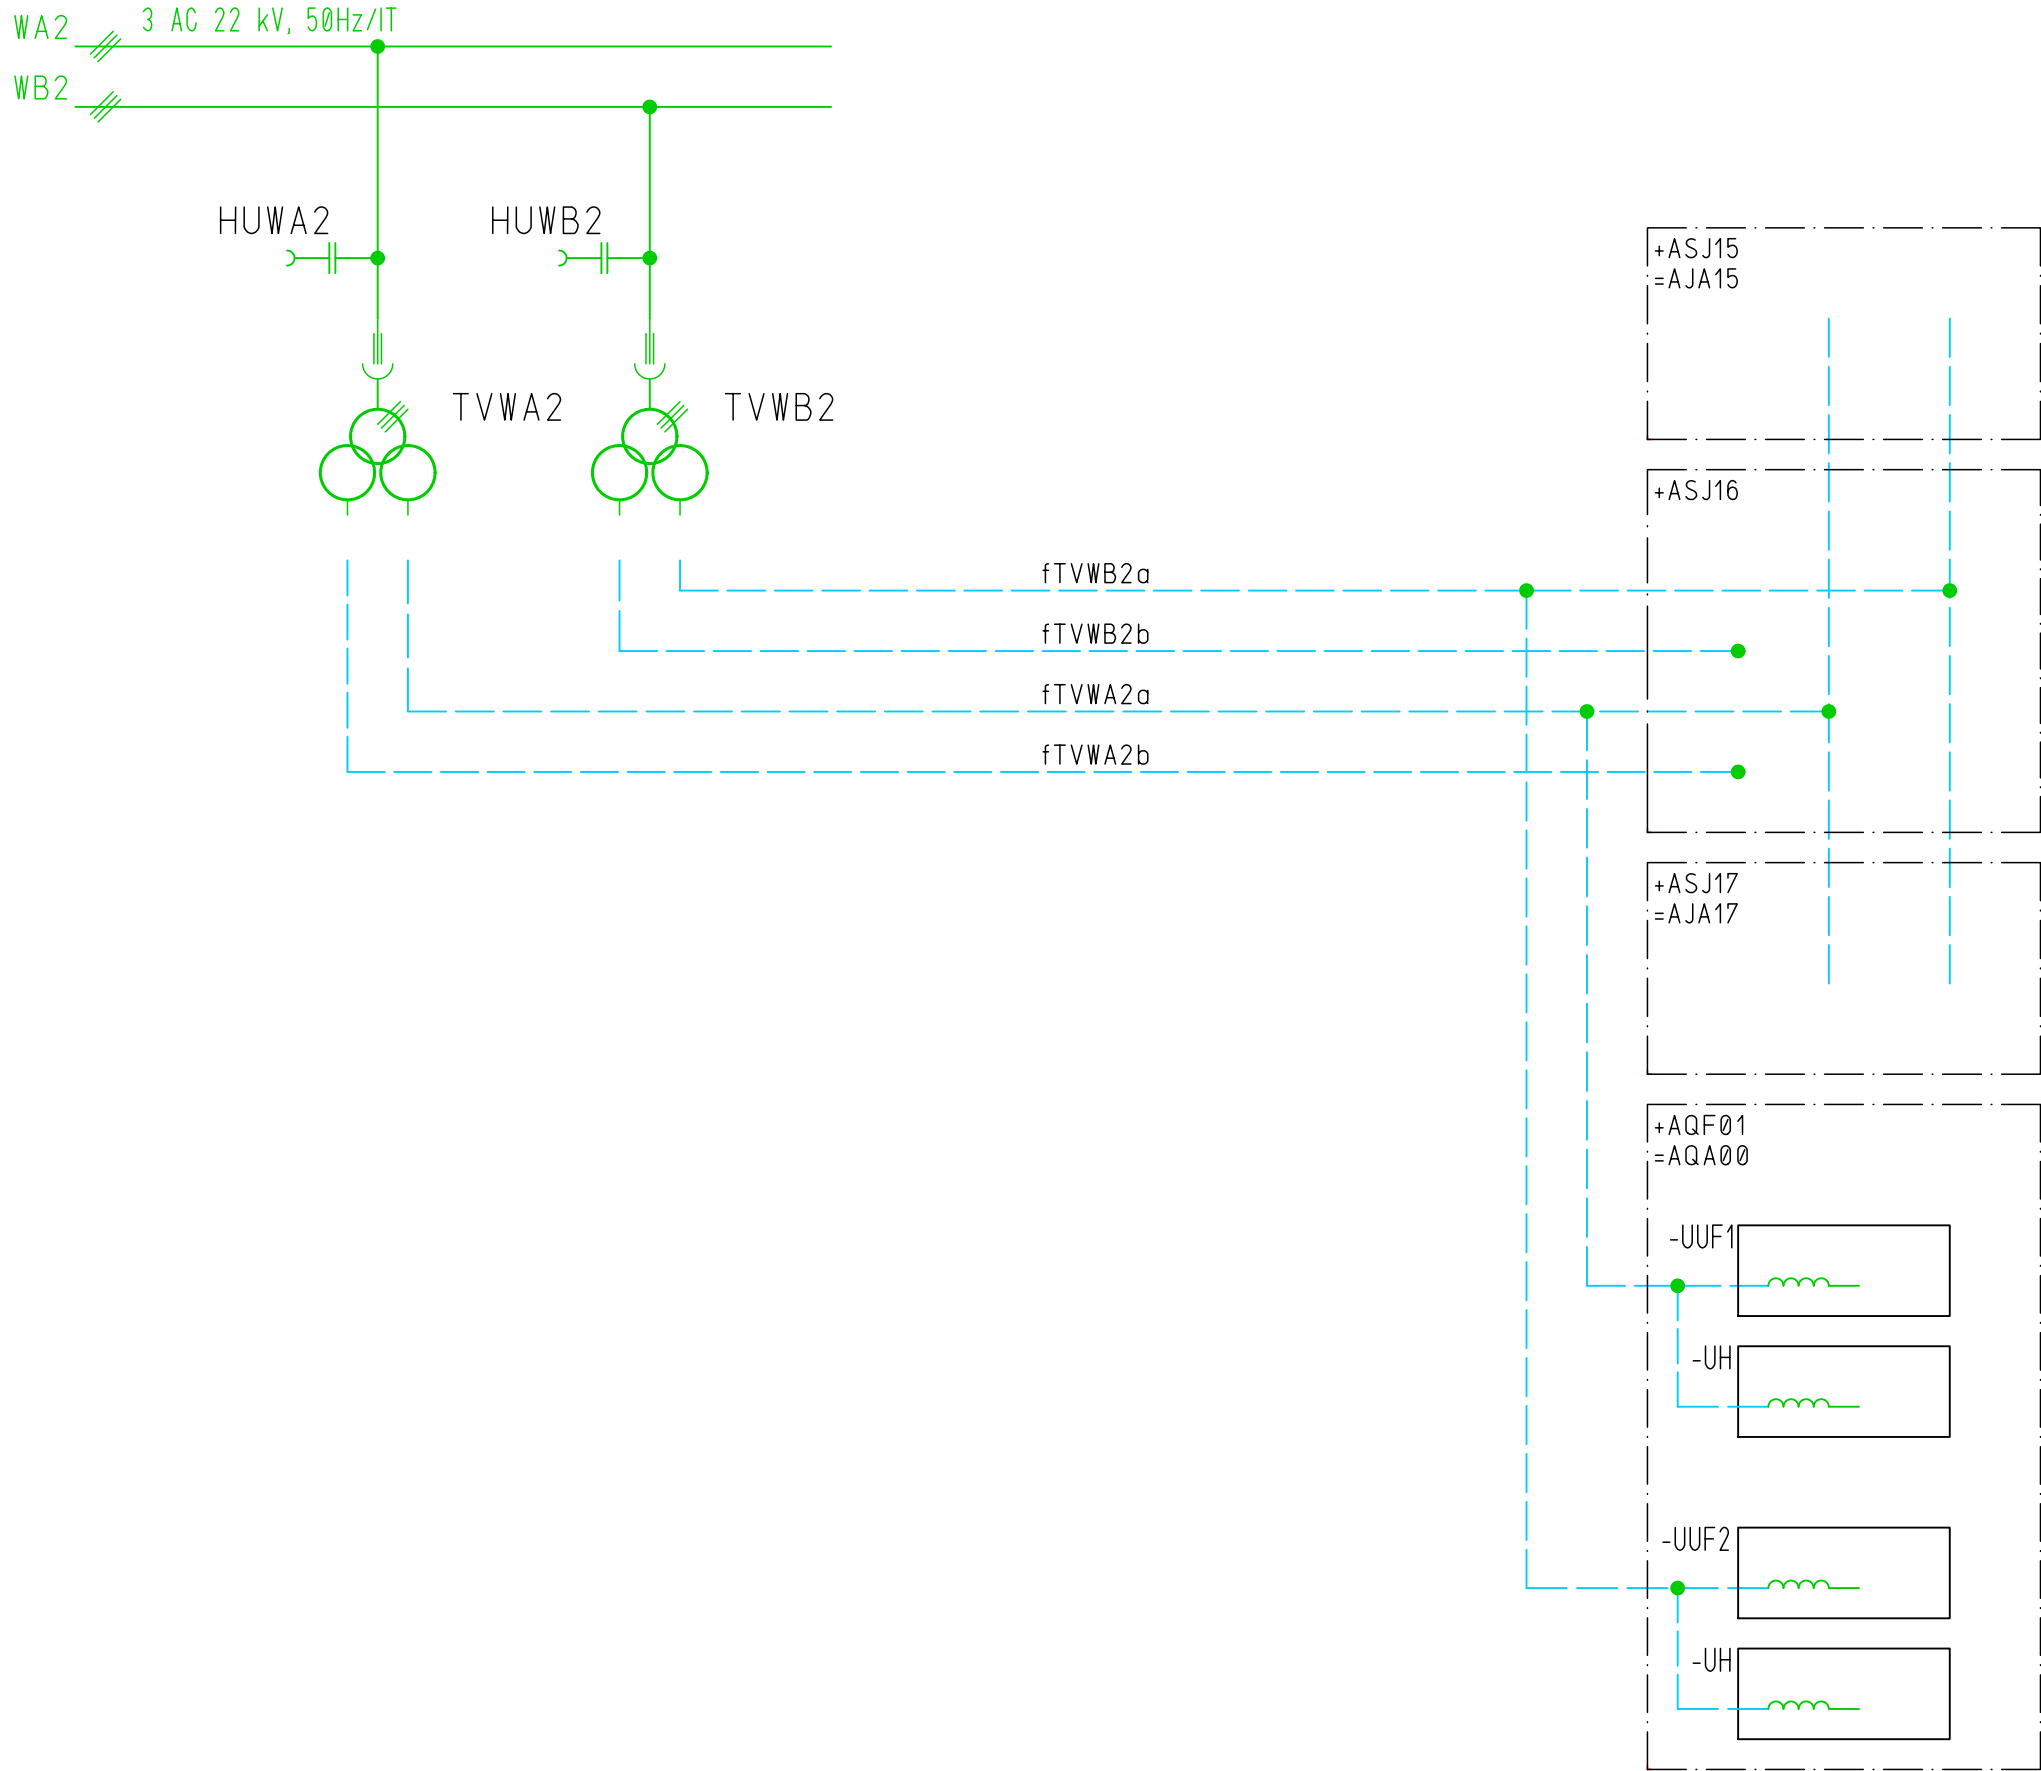 WA2
3 AC 22 kV, 50Hz/IT
WB2
HUWA2
HUWB2
TVWA2
TVWB2
fTVWB2a
fTVWB2b
fTVWA2a
fTVWA2b
+ASJ15
=AJA15
+ASJ16
+ASJ17
=AJA17
+AQF01
=AQA00
-UUF1
-UH
-UUF2
-UH